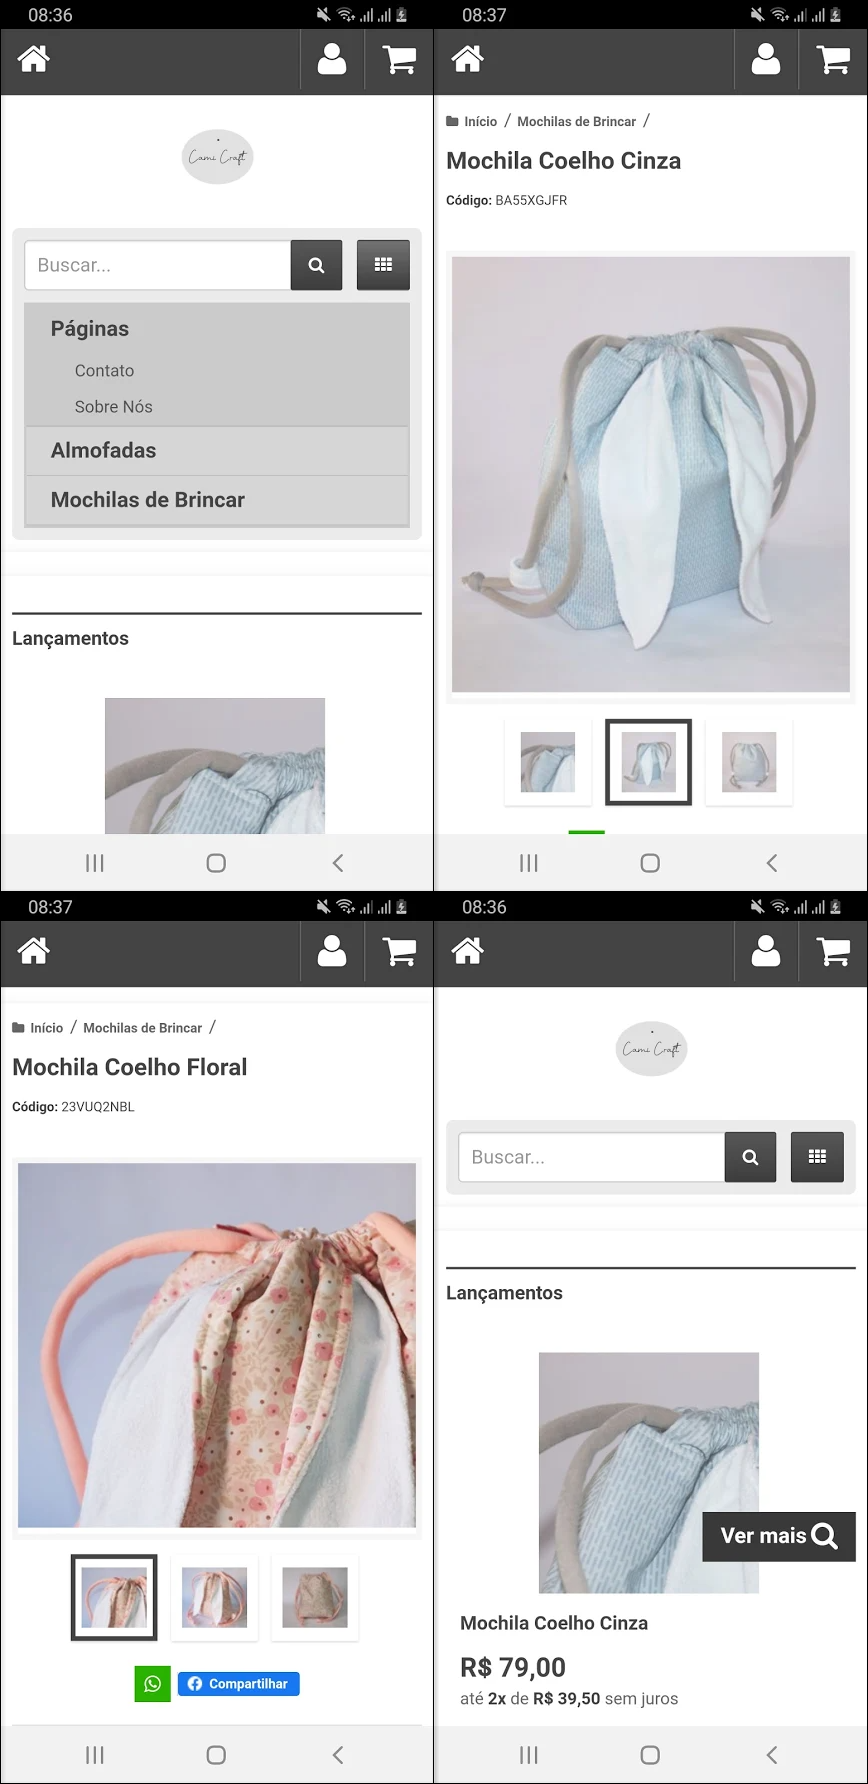 08:36
Cami Craft
Buscar...
Páginas
Contato
Sobre Nós
Almofadas
Mochilas de Brincar
Lançamentos
08:37
Início / Mochilas de Brincar /
Mochila Coelho Cinza
Código: BA55XGJFR
08:37
Início / Mochilas de Brincar /
Mochila Coelho Floral
Código: 23VUQ2NBL
Compartilhar
08:36
Cami Craft
Buscar...
Lançamentos
Ver mais
Mochila Coelho Cinza
R$ 79,00
até 2x de R$ 39,50 sem juros